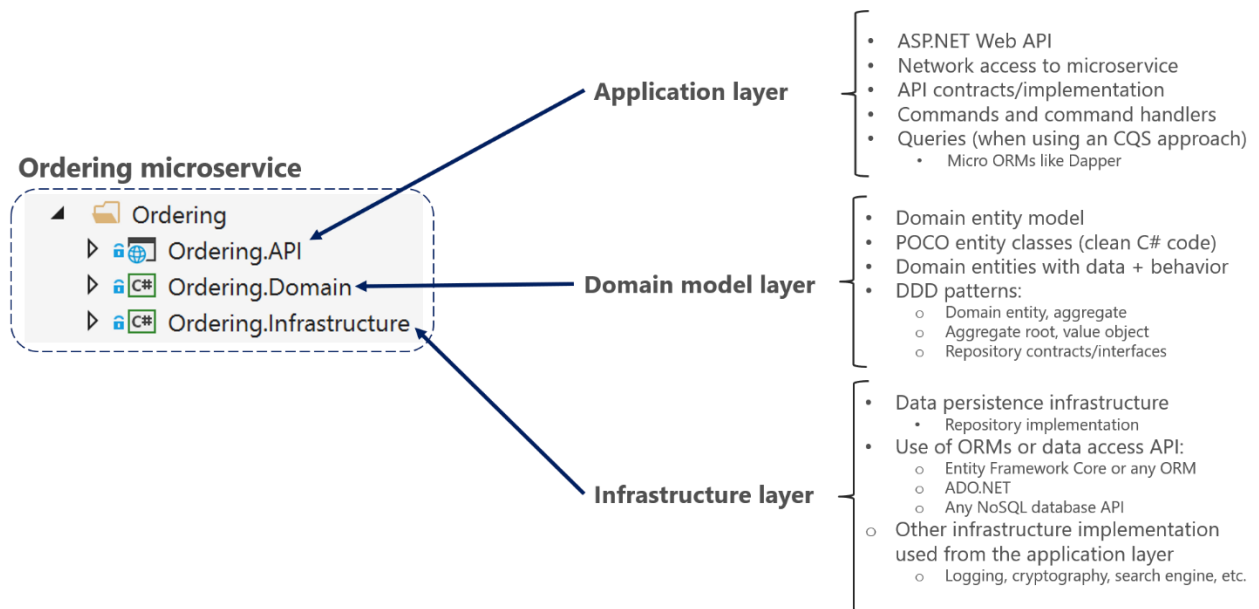 Ordering microservice
Ordering
Ordering.API
C# Ordering.Domain
C# Ordering.Infrastructure
Application layer
• ASP.NET Web API
• Network access to microservice
• API contracts/implementation
• Commands and command handlers
• Queries (when using an CQS approach)
• Micro ORMs like Dapper
Domain model layer
• Domain entity model
• POCO entity classes (clean C# code)
• Domain entities with data + behavior
• DDD patterns:
o Domain entity, aggregate
o Aggregate root, value object
o Repository contracts/interfaces
Infrastructure layer
• Data persistence infrastructure
• Repository implementation
• Use of ORMs or data access API:
o Entity Framework Core or any ORM
o ADO.NET
o Any NoSQL database API
o Other infrastructure implementation
used from the application layer
o Logging, cryptography, search engine, etc.